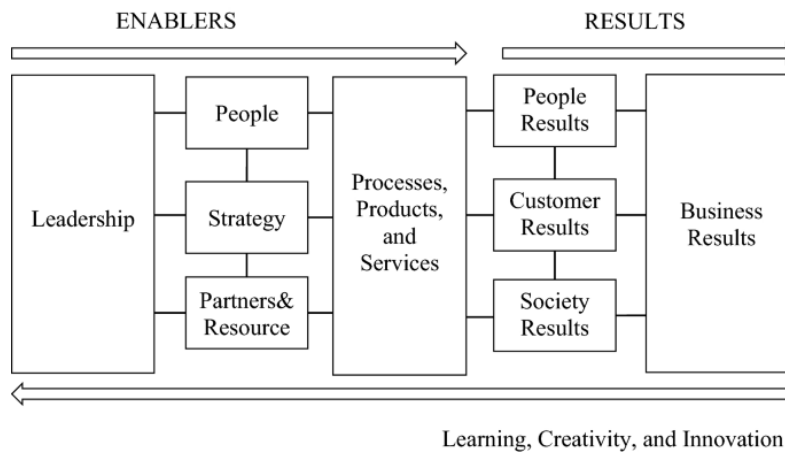 ENABLERS
RESULTS
Leadership
People
Strategy
Partners&
Resource
Processes,
Products,
and
Services
People
Results
Customer
Results
Society
Results
Business
Results
Learning, Creativity, and Innovation